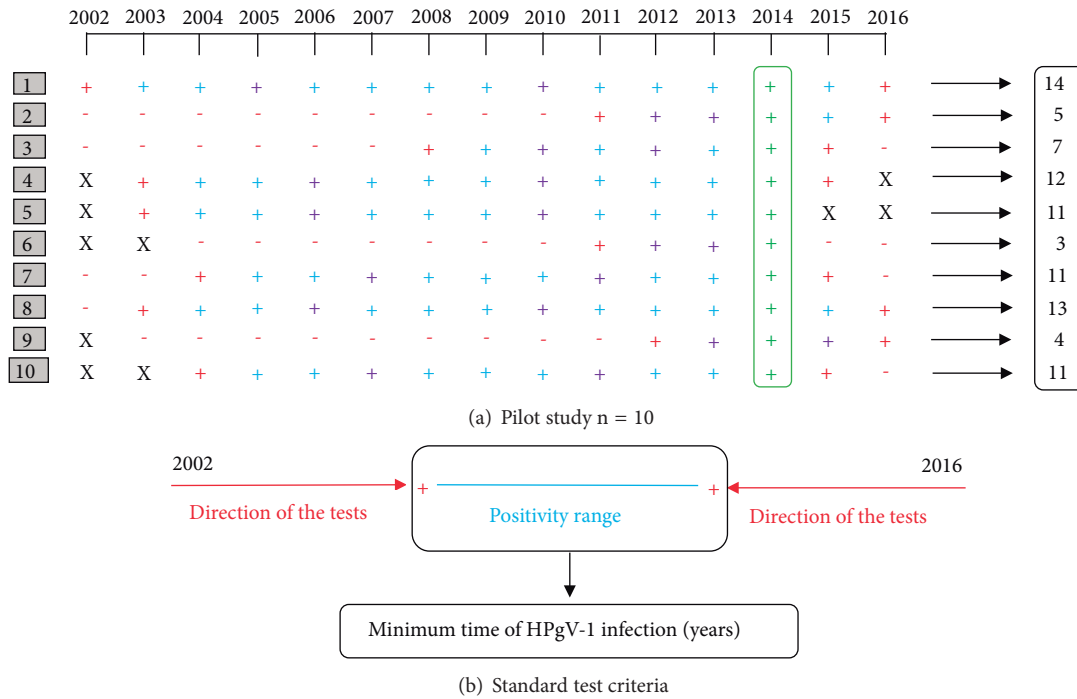 2002 2003 2004 2005 2006 2007 2008 2009 2010 2011 2012 2013 2014 2015 2016
1 + + + + + + + + + + + + + + + 14
2 - - - - - - - - - + + + + + + 5
3 - - - - - - + + + + + + + + - 7
4 X + + + + + + + + + + + + + X 12
5 X + + + + + + + + + + + + X X 11
6 X X - - - - - - - + + + + - - 3
7 - - + + + + + + + + + + + + - 11
8 - + + + + + + + + + + + + + + 13
9 X - - - - - - - - - + + + + + 4
10 X X + + + + + + + + + + + + - 11
(a) Pilot study n = 10
2002 2016
+ +
Direction of the tests Positivity range Direction of the tests
Minimum time of HPgV-1 infection (years)
(b) Standard test criteria